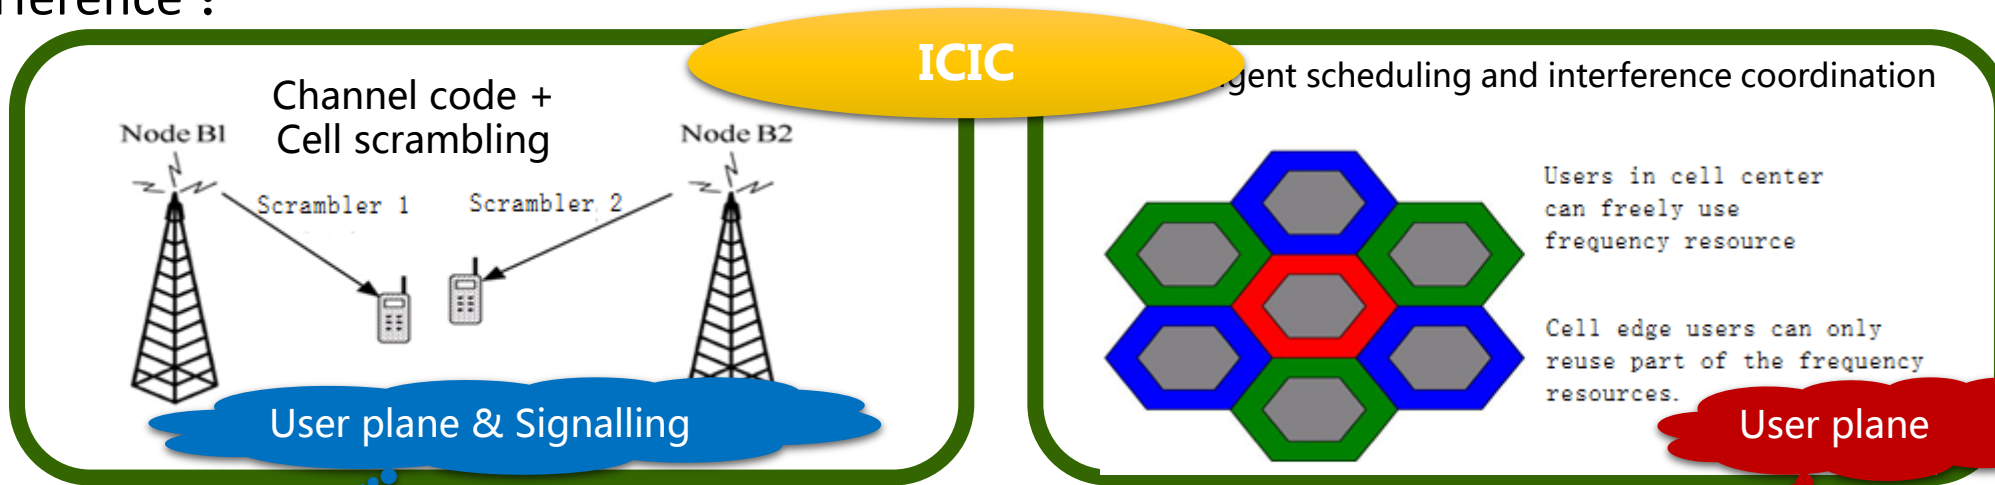 ICIC
Channel code +
Cell scrambling
Node B1
Node B2
Scrambler 1
Scrambler 2
User plane & Signalling
scheduling and interference coordination
Users in cell center
can freely use
frequency resource
Cell edge users can only
reuse part of the frequency
resources.
User plane